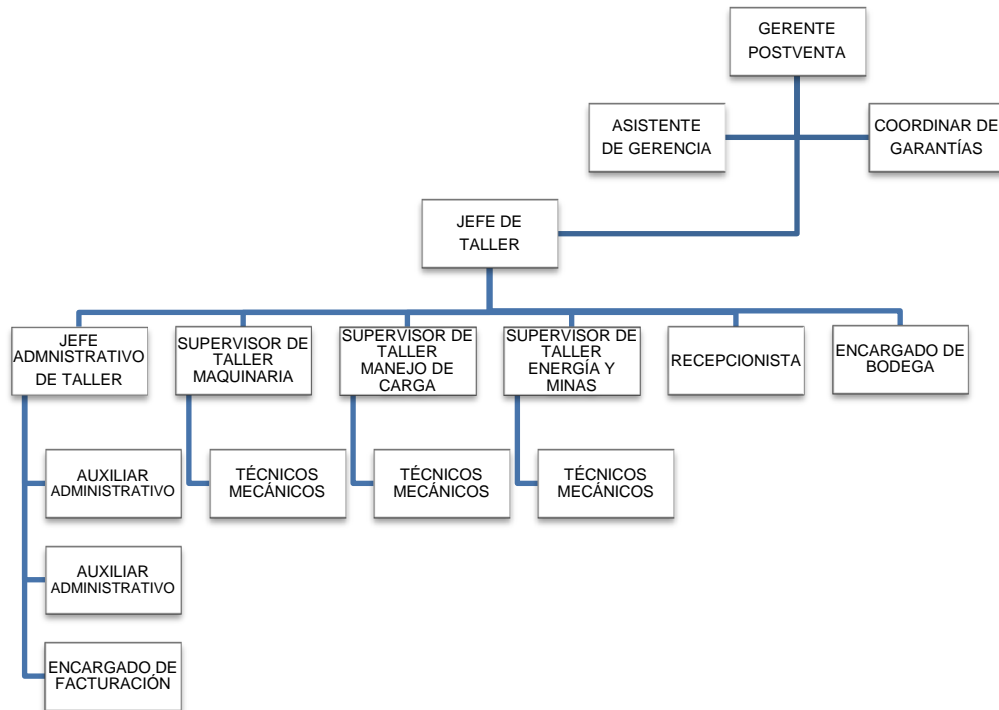 GERENTE
POSTVENTA
ASISTENTE
DE GERENCIA
COORDINAR DE
GARANTÍAS
JEFE DE
TALLER
JEFE
ADMNISTRATIVO
DE TALLER
SUPERVISOR DE
TALLER
MAQUINARIA
SUPERVISOR DE
TALLER
MANEJO DE
CARGA
SUPERVISOR DE
TALLER
ENERGÍA Y
MINAS
RECEPCIONISTA
ENCARGADO DE
BODEGA
AUXILIAR
ADMINISTRATIVO
TÉCNICOS
MECÁNICOS
TÉCNICOS
MECÁNICOS
TÉCNICOS
MECÁNICOS
AUXILIAR
ADMINISTRATIVO
ENCARGADO DE
FACTURACIÓN